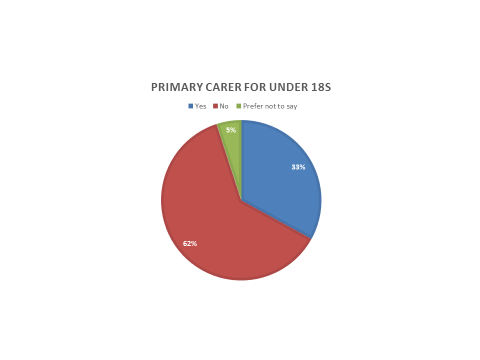 PRIMARY CARER FOR UNDER 18S
Yes No Prefer not to say
5%
33%
62%